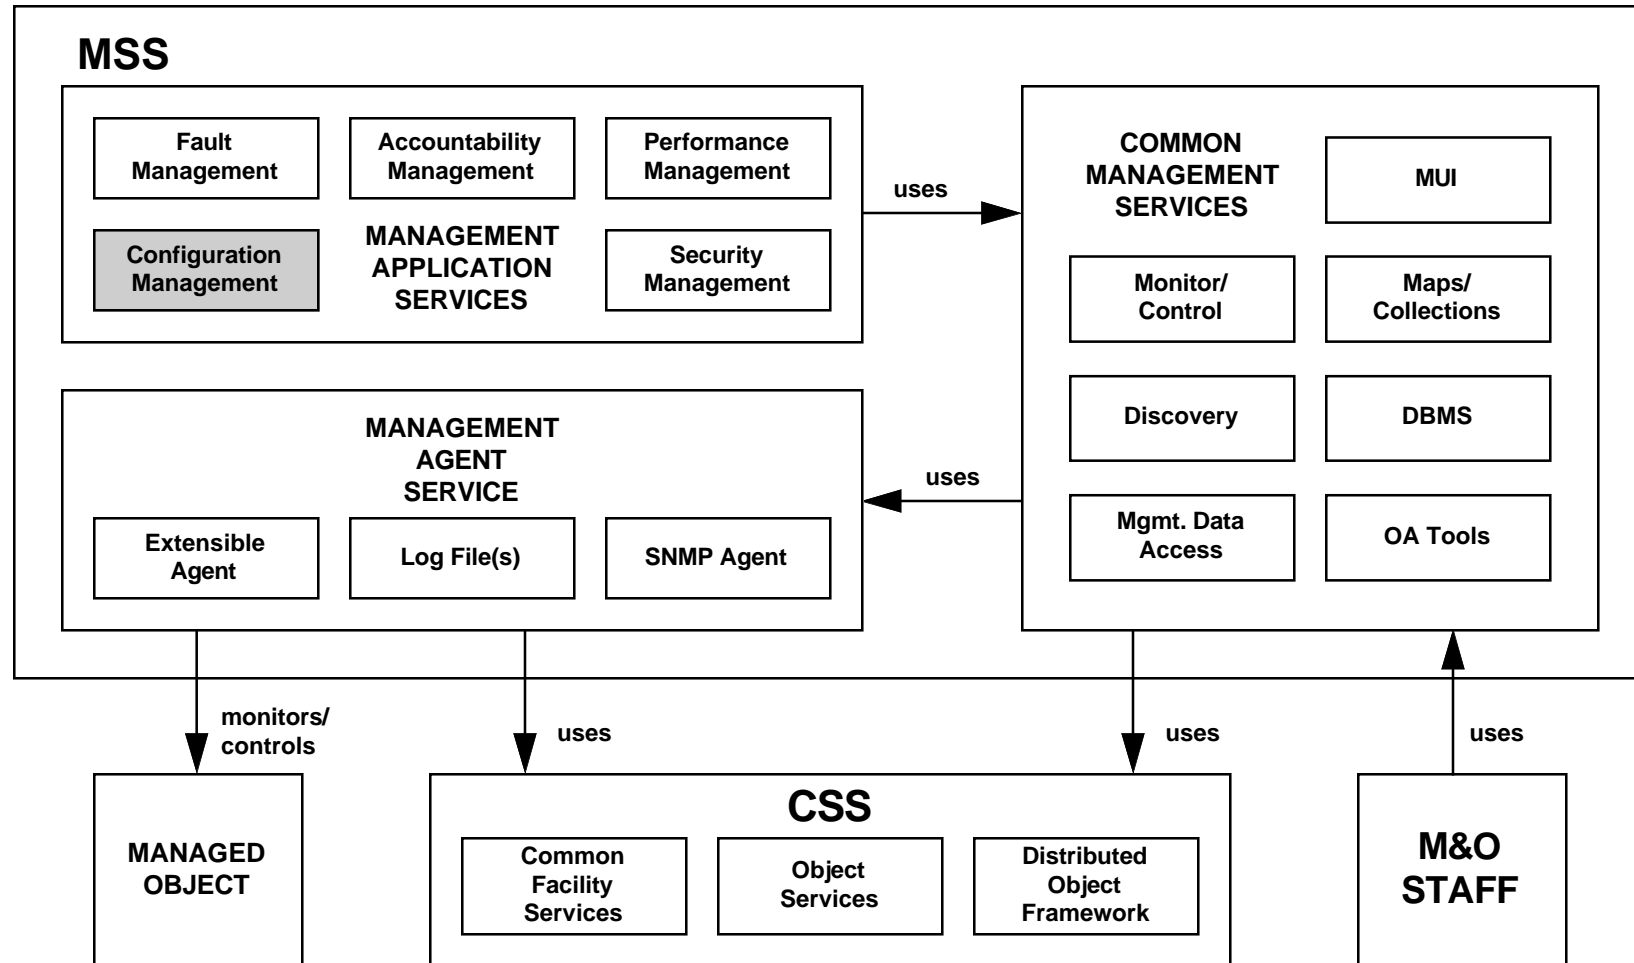 MSS
Fault
Management
Accountability
Management
Performance
Management
Configuration
Management
MANAGEMENT
APPLICATION
SERVICES
Security
Management
uses
COMMON
MANAGEMENT
SERVICES
MUI
Monitor/
Control
Maps/
Collections
Discovery
DBMS
Mgmt. Data
Access
OA Tools
MANAGEMENT
AGENT
SERVICE
Extensible
Agent
Log File(s)
SNMP Agent
uses
monitors/
controls
uses
uses
uses
MANAGED
OBJECT
CSS
Common
Facility
Services
Object
Services
Distributed
Object
Framework
M&O
STAFF